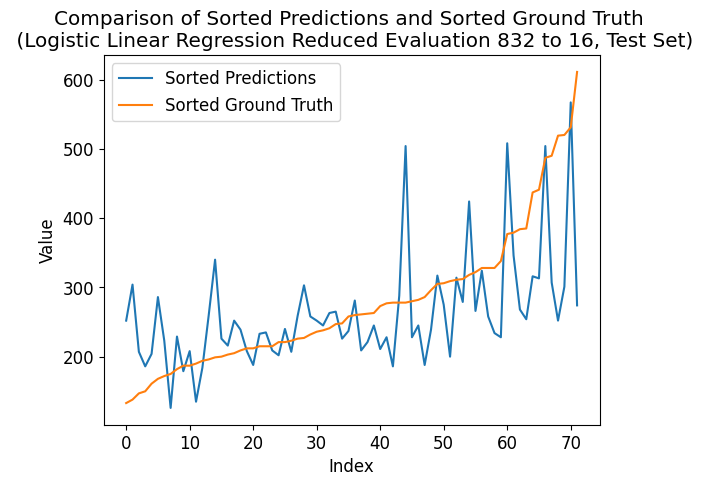 Comparison of Sorted Predictions and Sorted Ground Truth
(Logistic Linear Regression Reduced Evaluation 832 to 16, Test Set)
Sorted Predictions
Sorted Ground Truth
600
500
400
300
200
Value
0 10 20 30 40 50 60 70
Index